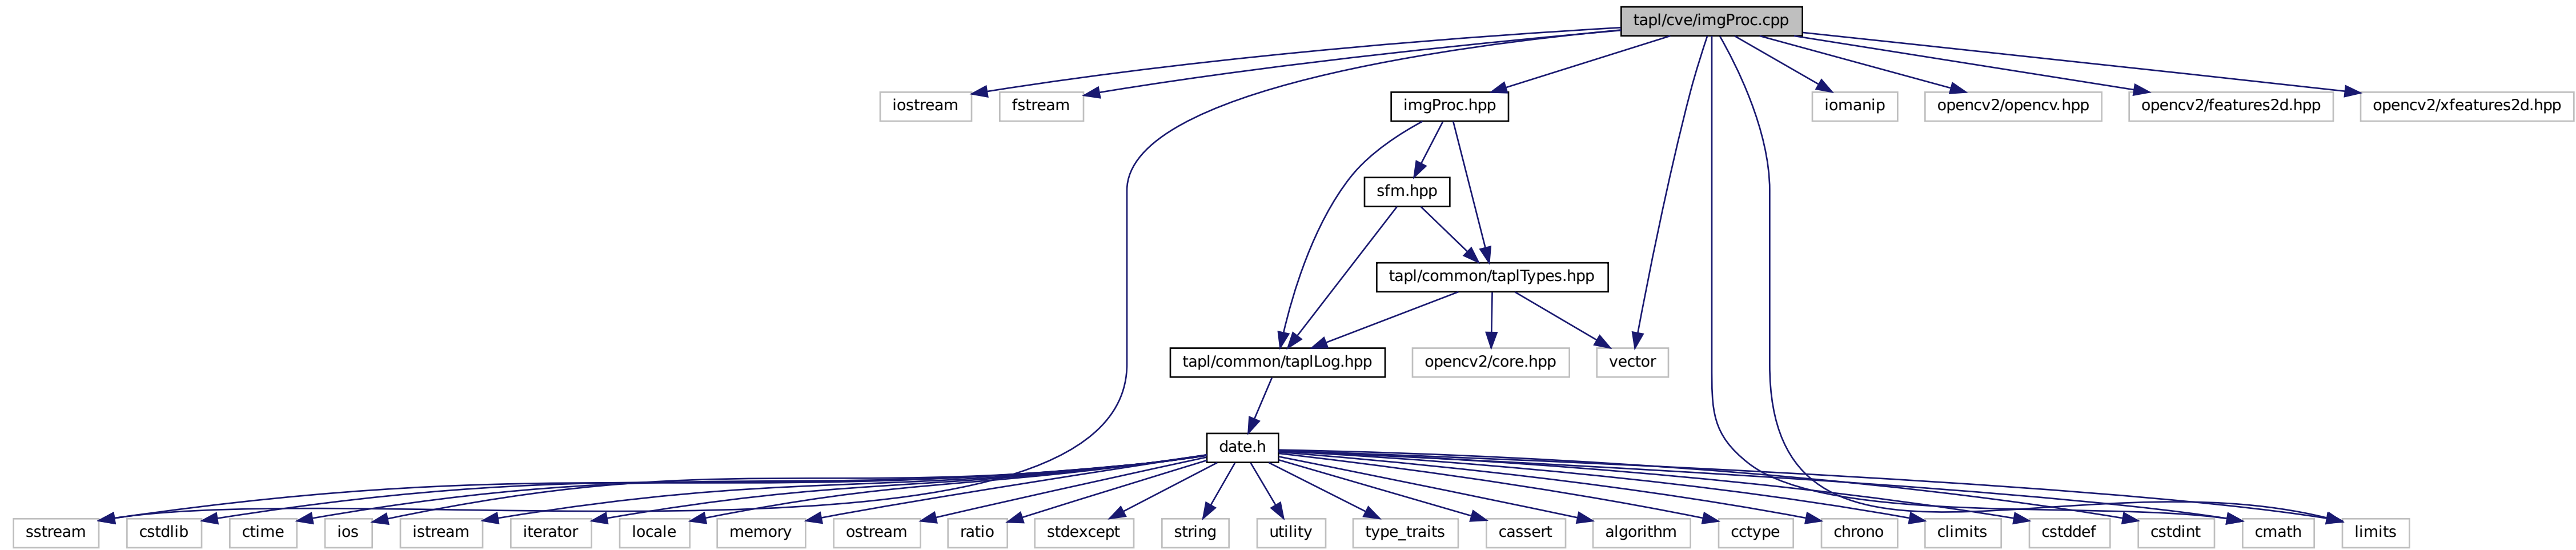 tapl/cve/imgProc.cpp
iostream
fstream
imgProc.hpp
iomanip
opencv2/opencv.hpp
opencv2/features2d.hpp
opencv2/xfeatures2d.hpp
sfm.hpp
tapl/common/taplTypes.hpp
tapl/common/taplLog.hpp
opencv2/core.hpp
vector
date.h
sstream
cstdlib
ctime
ios
istream
iterator
locale
memory
ostream
ratio
stdexcept
string
utility
type_traits
cassert
algorithm
cctype
chrono
climits
cstddef
cstdint
cmath
limits